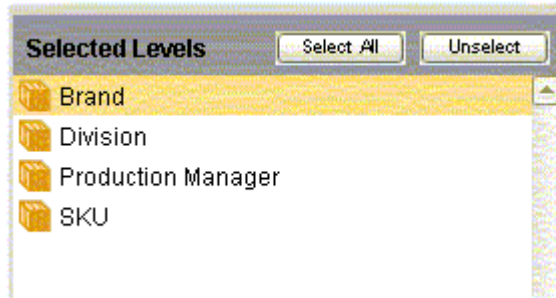 Selected Levels Select All Unselect
Brand
Division
Production Manager
SKU